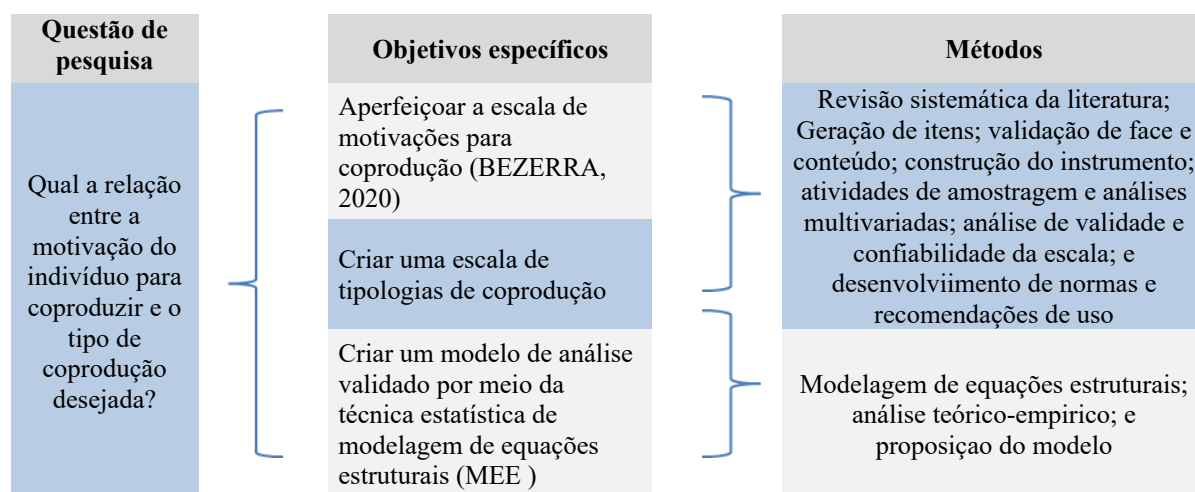 Questão de
pesquisa
Objetivos específicos
Métodos
Qual a relação
entre a
motivação do
indivíduo para
coproduzir e o
tipo de
coprodução
desejada?
Aperfeiçoar a escala de
motivações para
coprodução (BEZERRA,
2020)
Criar uma escala de
tipologias de coprodução
Criar um modelo de análise
validado por meio da
técnica estatística de
modelagem de equações
estruturais (MEE )
Revisão sistemática da literatura;
Geração de itens; validação de face e
conteúdo; construção do instrumento;
atividades de amostragem e análises
multivariadas; análise de validade e
confiabilidade da escala; e
desenvolviimento de normas e
recomendações de uso
Modelagem de equações estruturais;
análise teórico-empirico; e
proposiçao do modelo